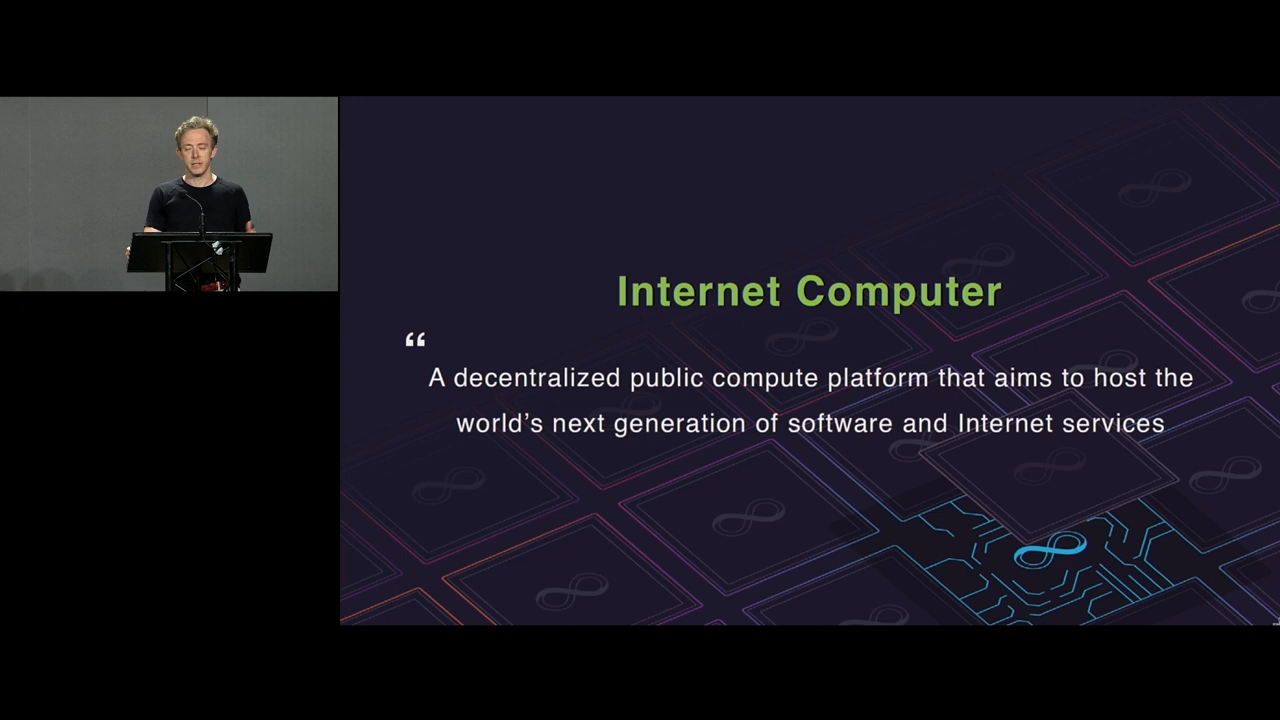 Internet Computer
“
A decentralized public compute platform that aims to host the
world’s next generation of software and Internet services